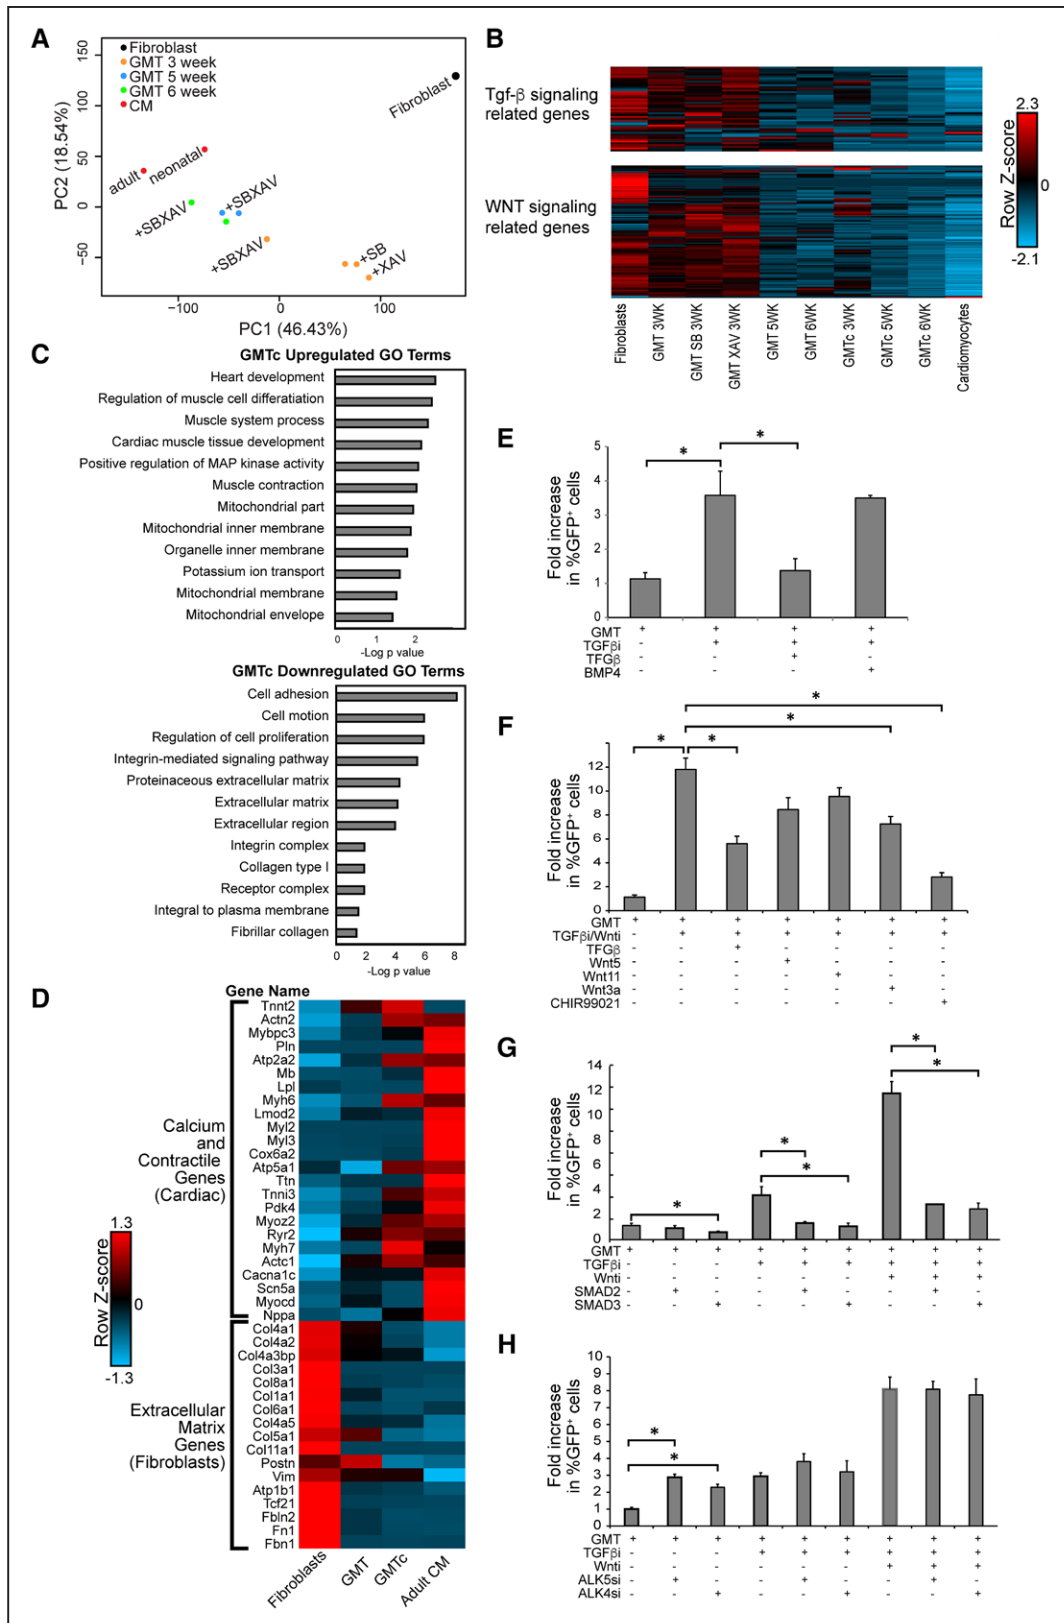 A
150
100
50
0
−50
PC2 (18.54%)
Fibroblast
GMT 3 week
GMT 5 week
GMT 6 week
CM
Fibroblast
adult
neonatal
+SBXAV
+SBXAV
+SBXAV
+SB
+XAV
−100
0
100
PC1 (46.43%)
B
Tgf-β signaling
related genes
WNT signaling
related genes
2.3
0
-2.1
Row Z-score
Fibroblasts
GMT 3WK
GMT SB 3WK
GMT XAV 3WK
GMT 5WK
GMT 6WK
GMTc 3WK
GMTc 5WK
GMTc 6WK
Cardiomyocytes
C
GMTc Upregulated GO Terms
Heart development
Regulation of muscle cell differatiation
Muscle system process
Cardiac muscle tissue development
Positive regulation of MAP kinase activity
Muscle contraction
Mitochondrial part
Mitochondrial inner membrane
Organelle inner membrane
Potassium ion transport
Mitochondrial membrane
Mitochondrial envelope
0 1 2
-Log p value
GMTc Downregulated GO Terms
Cell adhesion
Cell motion
Regulation of cell proliferation
Integrin-mediated signaling pathway
Proteinaceous extracellular matrix
Extracellular matrix
Extracellular region
Integrin complex
Collagen type I
Receptor complex
Integral to plasma membrane
Fibrillar collagen
0 2 4 6 8
-Log p value
D
Gene Name
Tnnt2
Actn2
Mybpc3
Pln
Atp2a2
Mb
Lpl
Myh6
Lmod2
Myl2
Myl3
Cox6a2
Atp5a1
Ttn
Tnni3
Pdk4
Myoz2
Ryr2
Myh7
Actc1
Cacna1c
Scn5a
Myocd
Nppa
Col4a1
Col4a2
Col4a3bp
Col3a1
Col8a1
Col1a1
Col6a1
Col4a5
Col5a1
Col11a1
Postn
Vim
Atp1b1
Tcf21
Fbln2
Fn1
Fbn1
Calcium
and
Contractile
Genes
(Cardiac)
1.3
0
-1.3
Row Z-score
Extracellular
Matrix
Genes
(Fibroblasts)
Fibroblasts
GMT
GMTc
Adult CM
E
5
4
3
2
1
0
Fold increase
in %GFP⁺ cells
* *
GMT + + + +
TGFβi - + + +
TFGβ - - + -
BMP4 - - - +
F
12
10
8
6
4
2
0
Fold increase
in %GFP⁺ cells
* * * *
GMT + + + + + + +
TGFβi/Wnti - + + + + + +
TFGβ - - + - - - -
Wnt5 - - - + - - -
Wnt11 - - - - + - -
Wnt3a - - - - - + -
CHIR99021 - - - - - - +
G
14
12
10
8
6
4
2
0
Fold increase
in %GFP⁺ cells
* * * * *
GMT + + + + + + + + +
TGFβi - - - + + + + + +
Wnti - - - - - - + + +
SMAD2 - + - - + - - + -
SMAD3 - - + - - + - - +
H
10
9
8
7
6
5
4
3
2
1
0
Fold increase
in %GFP⁺ cells
* *
GMT + + + + + + + + +
TGFβi - - - + + + + + +
Wnti - - - - - - + + +
ALK5si - + - - + - - + -
ALK4si - - + - - + - - +